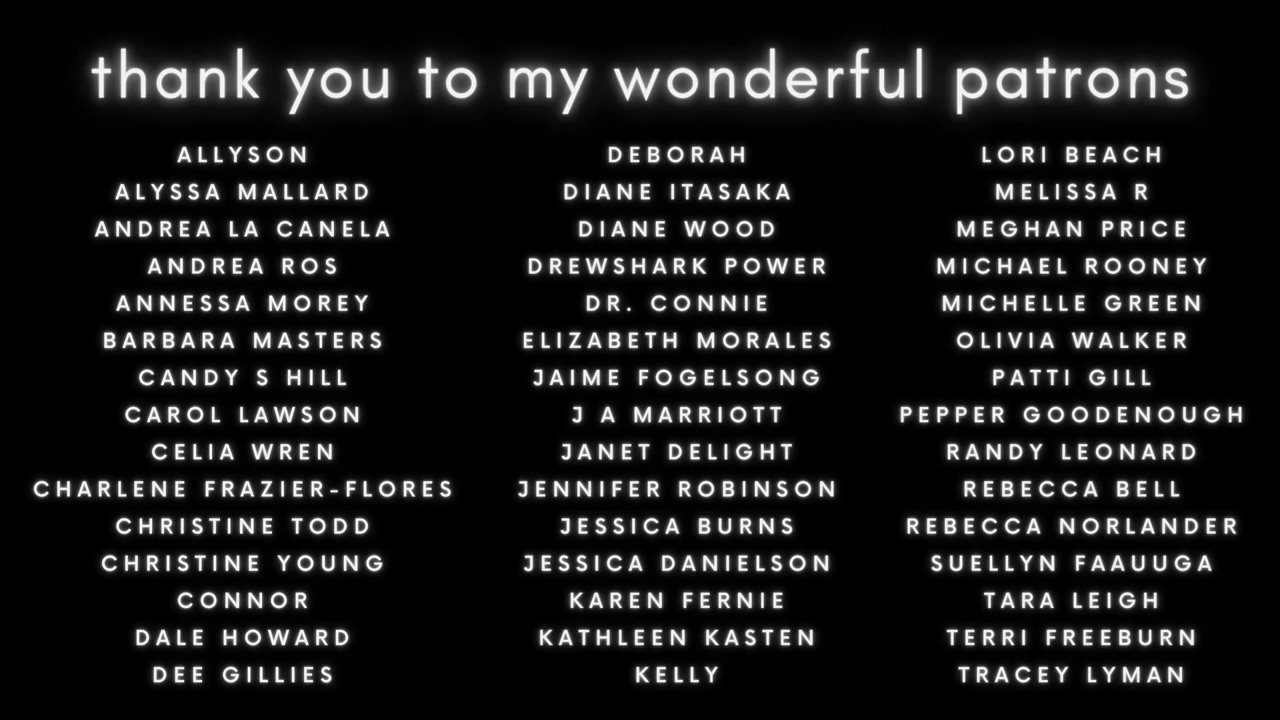 thank you to my wonderful patrons
ALLYSON
ALYSSA MALLARD
ANDREA LA CANELA
ANDREA ROS
ANNESSA MOREY
BARBARA MASTERS
CANDY S HILL
CAROL LAWSON
CELIA WREN
CHARLENE FRAZIER-FLORES
CHRISTINE TODD
CHRISTINE YOUNG
CONNOR
DALE HOWARD
DEE GILLIES
DEBORAH
DIANE ITASAKA
DIANE WOOD
DREWSHARK POWER
DR. CONNIE
ELIZABETH MORALES
JAIME FOGELSONG
J A MARRIOTT
JANET DELIGHT
JENNIFER ROBINSON
JESSICA BURNS
JESSICA DANIELSON
KAREN FERNIE
KATHLEEN KASTEN
KELLY
LORI BEACH
MELISSA R
MEGHAN PRICE
MICHAEL ROONEY
MICHELLE GREEN
OLIVIA WALKER
PATTI GILL
PEPPER GOODENOUGH
RANDY LEONARD
REBECCA BELL
REBECCA NORLANDER
SUELLYN FAAUUGA
TARA LEIGH
TERRI FREEBURN
TRACEY LYMAN